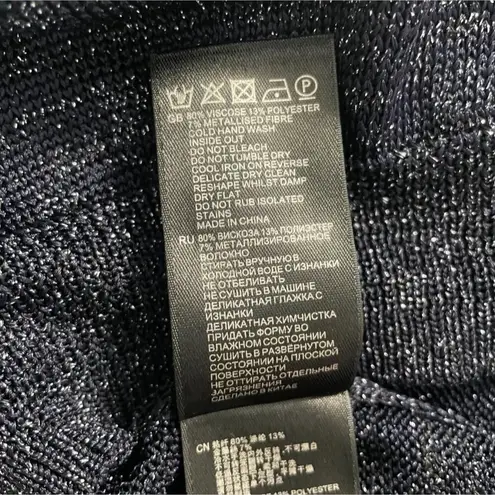 P
GB 80% VISCOSE 13% POLYESTER
7% METALLISED FIBRE
COLD HAND WASH
INSIDE OUT
DO NOT BLEACH
DO NOT TUMBLE DRY
COOL IRON ON REVERSE
DELICATE DRY CLEAN
RESHAPE WHILST DAMP
DRY FLAT
DO NOT RUB ISOLATED
STAINS
MADE IN CHINA
RU 80% ВИСКОЗА 13% ПОЛИЭСТЕР
7% МЕТАЛЛИЗИРОВАННОЕ
ВОЛОКНО
СТИРАТЬ ВРУЧНУЮ В
ХОЛОДНОЙ ВОДЕ С ИЗНАНКИ
НЕ ОТБЕЛИВАТЬ
НЕ СУШИТЬ В МАШИНЕ
ДЕЛИКАТНАЯ ГЛАЖКА С
ИЗНАНКИ
ДЕЛИКАТНАЯ ХИМЧИСТКА
ПРИДАТЬ ФОРМУ ВО
ВЛАЖНОМ СОСТОЯНИИ
СУШИТЬ В РАЗВЁРНУТОМ
СОСТОЯНИИ НА ПЛОСКОЙ
ПОВЕРХНОСТИ
НЕ ОТТИРАТЬ ОТДЕЛЬНЫЕ
ЗАГРЯЗНЕНИЯ
СДЕЛАНО В КИТАЕ
CN 80% 13%
7%